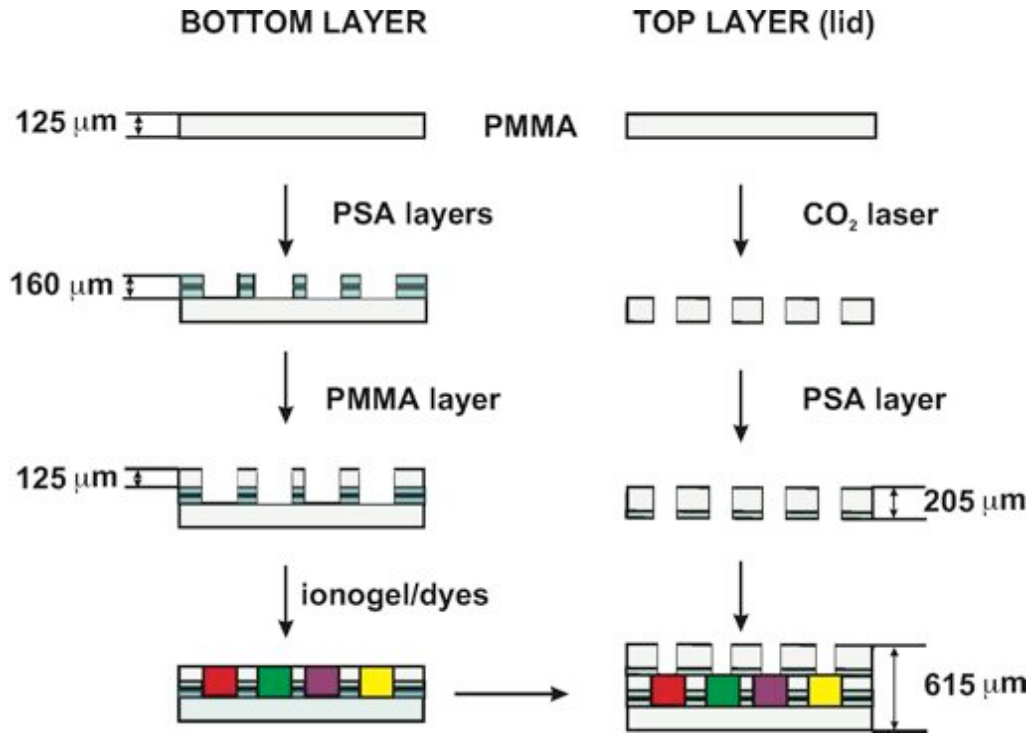 BOTTOM LAYER
TOP LAYER (lid)
125 μm
PMMA
PSA layers
CO₂ laser
160 μm
PMMA layer
PSA layer
125 μm
205 μm
ionogel/dyes
615 μm